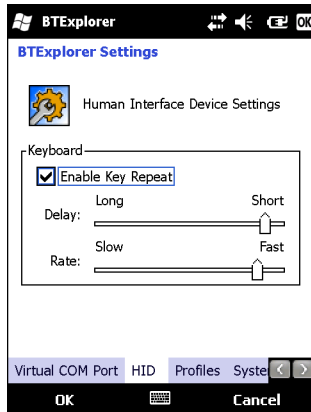 BTExplorer OK
BTExplorer Settings
Human Interface Device Settings
Keyboard
Enable Key Repeat
Long Short
Delay:
Slow Fast
Rate:
Virtual COM Port HID Profiles Syste
OK Cancel